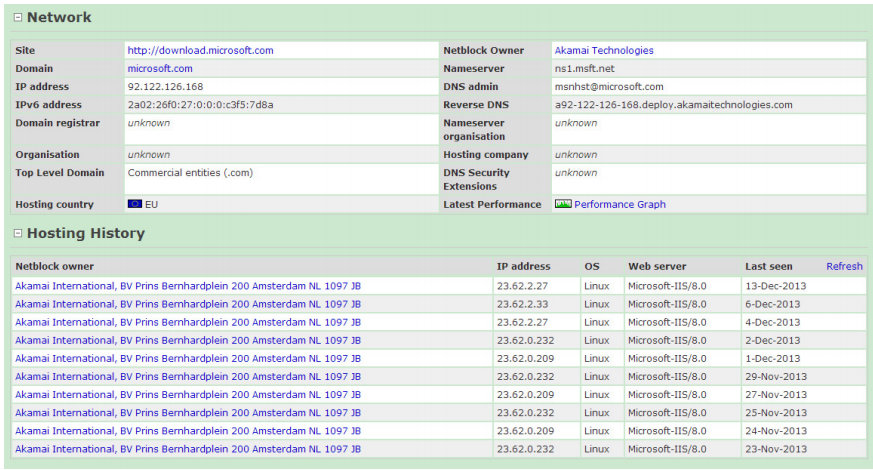 Network
Site http://download.microsoft.com Netblock Owner Akamai Technologies
Domain microsoft.com Nameserver ns1.msft.net
IP address 92.122.126.168 DNS admin msnhst@microsoft.com
IPv6 address 2a02:26f0:27:0:0:0:c3f5:7d8a Reverse DNS a92-122-126-168.deploy.akamaitechnologies.com
Domain registrar unknown Nameserver organisation unknown
Organisation unknown Hosting company unknown
Top Level Domain Commercial entities (.com) DNS Security Extensions unknown
Hosting country EU Latest Performance Performance Graph
Hosting History
Netblock owner IP address OS Web server Last seen Refresh
Akamai International, BV Prins Bernhardplein 200 Amsterdam NL 1097 JB 23.62.2.27 Linux Microsoft-IIS/8.0 13-Dec-2013
Akamai International, BV Prins Bernhardplein 200 Amsterdam NL 1097 JB 23.62.2.33 Linux Microsoft-IIS/8.0 6-Dec-2013
Akamai International, BV Prins Bernhardplein 200 Amsterdam NL 1097 JB 23.62.2.27 Linux Microsoft-IIS/8.0 4-Dec-2013
Akamai International, BV Prins Bernhardplein 200 Amsterdam NL 1097 JB 23.62.0.232 Linux Microsoft-IIS/8.0 2-Dec-2013
Akamai International, BV Prins Bernhardplein 200 Amsterdam NL 1097 JB 23.62.0.209 Linux Microsoft-IIS/8.0 1-Dec-2013
Akamai International, BV Prins Bernhardplein 200 Amsterdam NL 1097 JB 23.62.0.232 Linux Microsoft-IIS/8.0 29-Nov-2013
Akamai International, BV Prins Bernhardplein 200 Amsterdam NL 1097 JB 23.62.0.209 Linux Microsoft-IIS/8.0 27-Nov-2013
Akamai International, BV Prins Bernhardplein 200 Amsterdam NL 1097 JB 23.62.0.232 Linux Microsoft-IIS/8.0 25-Nov-2013
Akamai International, BV Prins Bernhardplein 200 Amsterdam NL 1097 JB 23.62.0.209 Linux Microsoft-IIS/8.0 24-Nov-2013
Akamai International, BV Prins Bernhardplein 200 Amsterdam NL 1097 JB 23.62.0.232 Linux Microsoft-IIS/8.0 23-Nov-2013